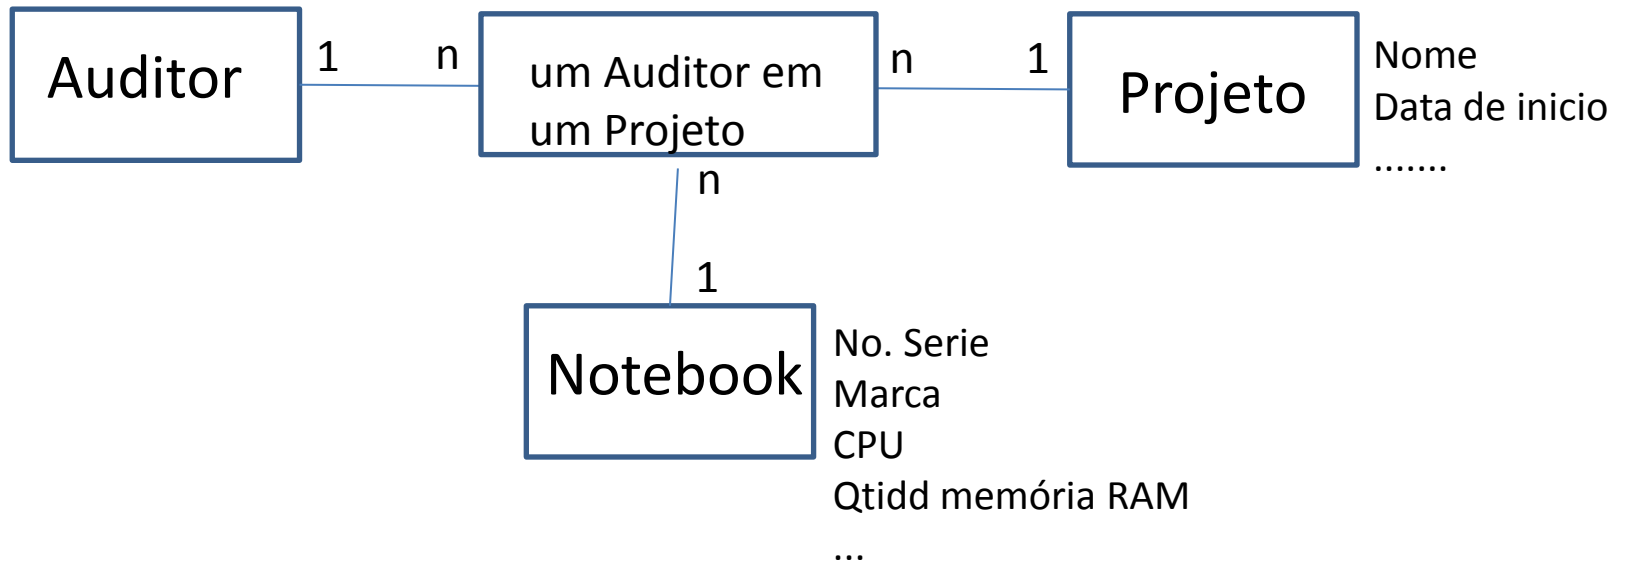 Auditor
1
n
um Auditor em
um Projeto
n
1
Projeto
Nome
Data de inicio
.......
n
1
Notebook
No. Serie
Marca
CPU
Qtidd memória RAM
...